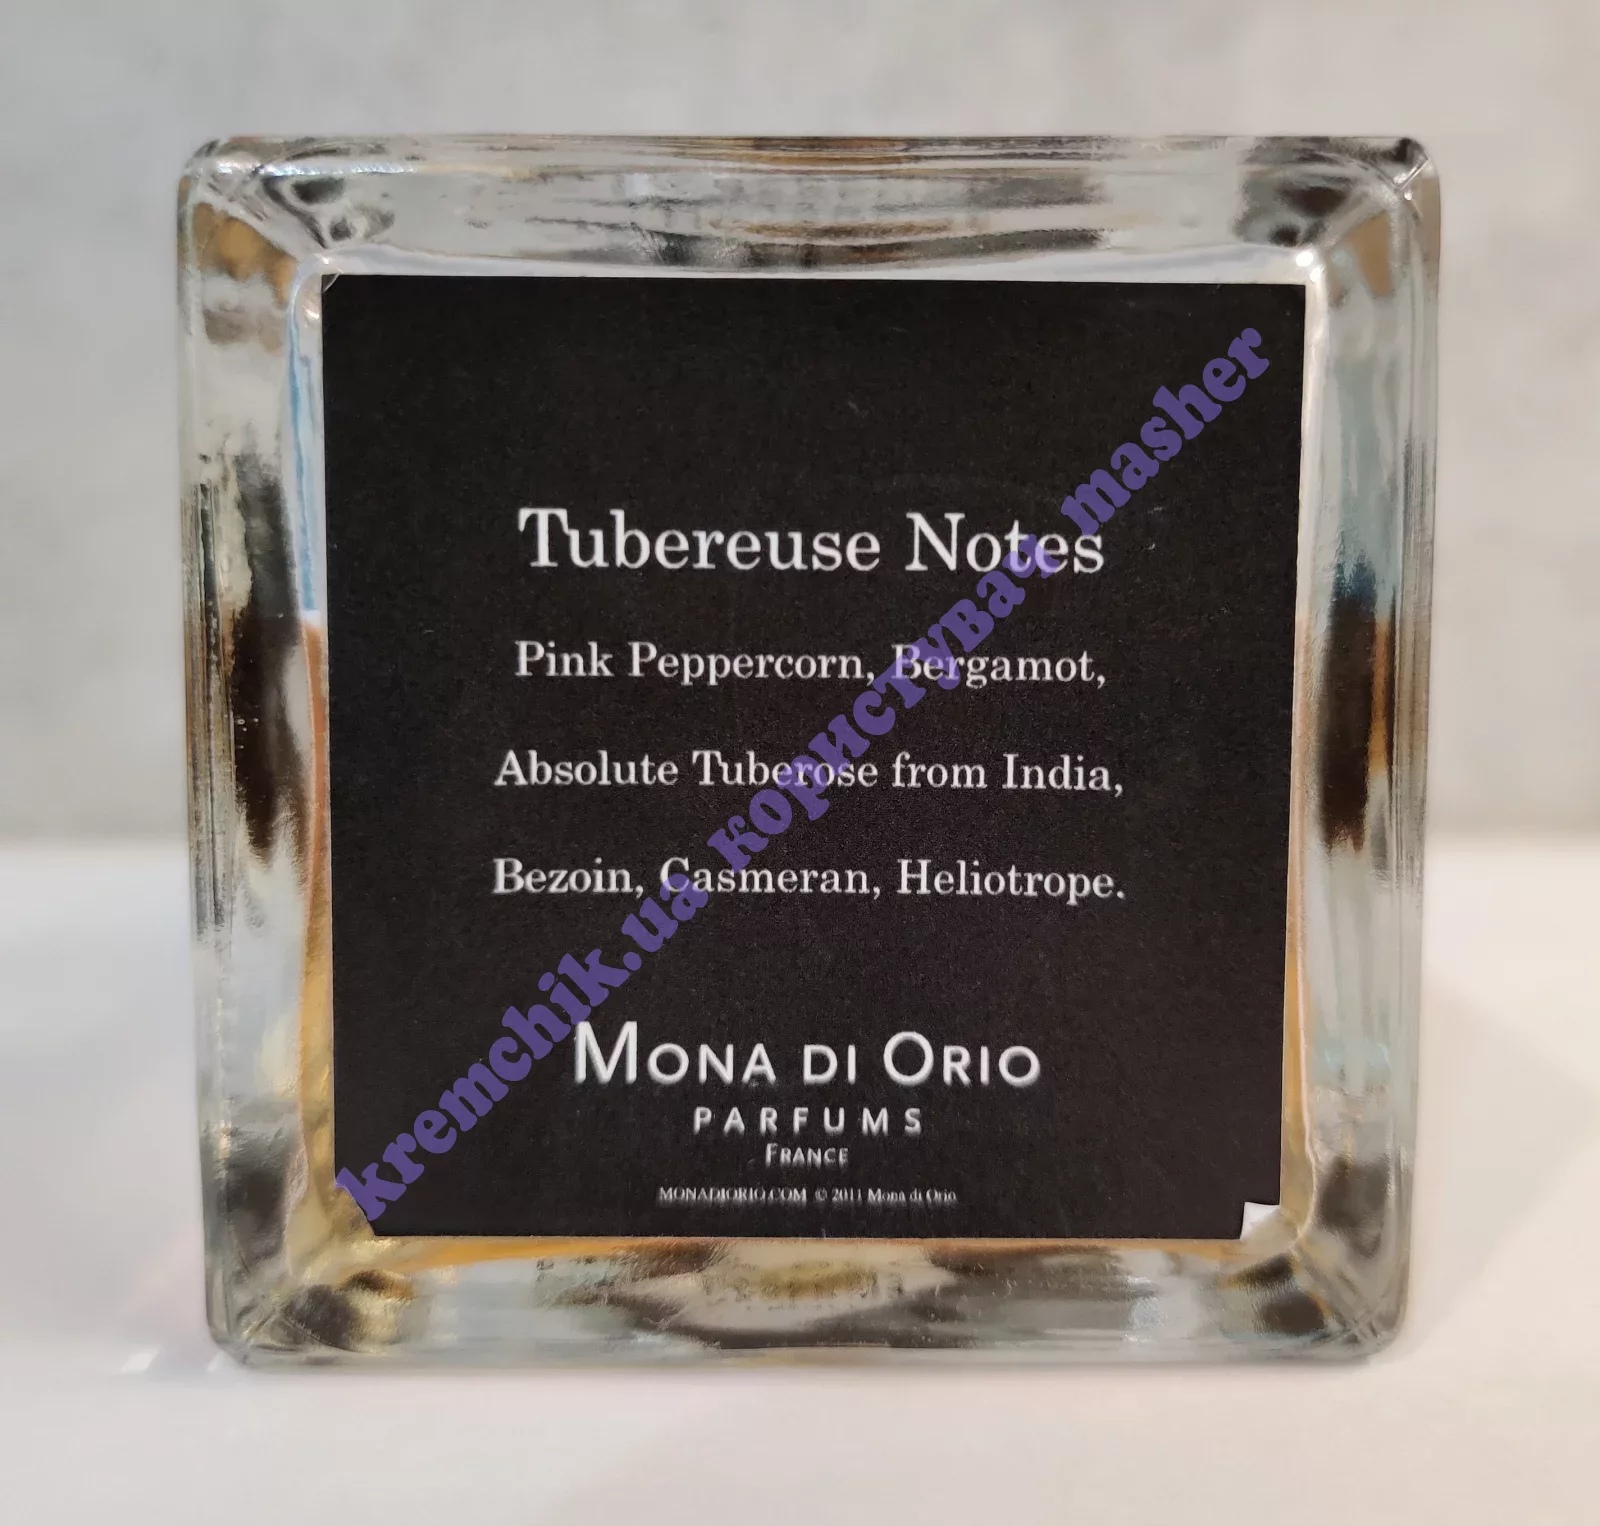 Tubereuse Notes
Pink Peppercorn, Bergamot,
Absolute Tuberose from India,
Bezoin, Casmeran, Heliotrope.
MONA DI ORIO
PARFUMS
FRANCE
MONADIORIO.COM © 2011 Mona di Orio
kremchik.ua користувач masher